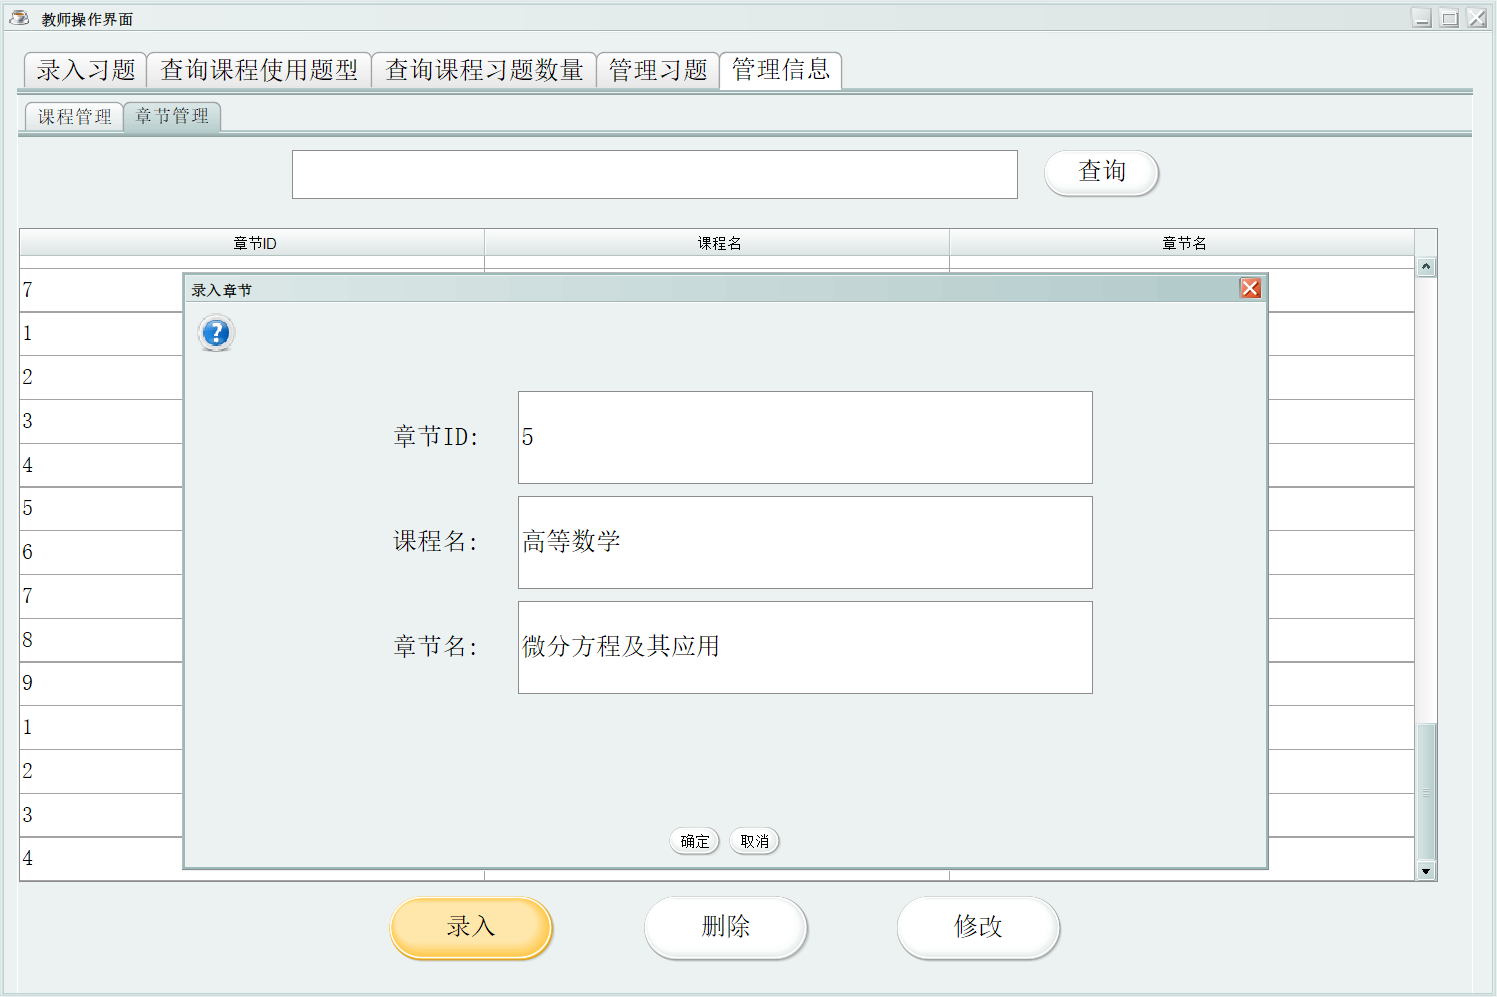 教师操作界面
录入习题 查询课程使用题型 查询课程习题数量 管理习题 管理信息
课程管理 章节管理
查询
章节ID 课程名 章节名
7
录入章节
1
2
3
4
章节ID: 5
5
课程名: 高等数学
6
7
章节名: 微分方程及其应用
8
9
1
2
3
确定 取消
4
录入 删除 修改